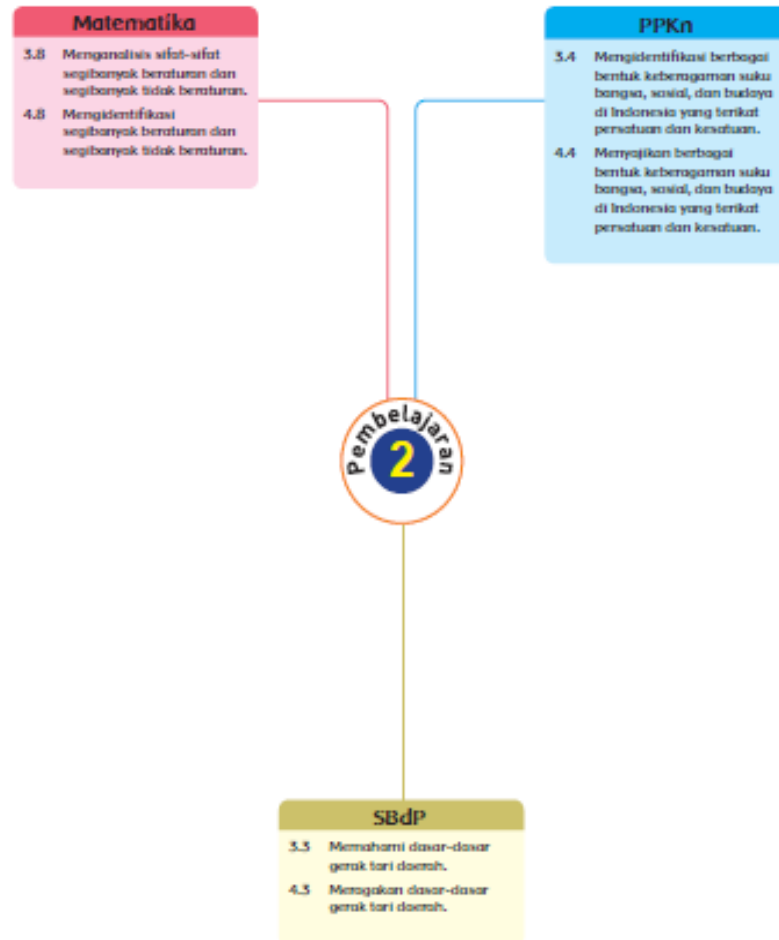 Matematika
3.8 Menganalisis sifat-sifat
segibanyak beraturan dan
segibanyak tidak beraturan.
4.8 Mengidentifikasi
segibanyak beraturan dan
segibanyak tidak beraturan.
PPKn
3.4 Mengidentifikasi berbagai
bentuk keberagaman suku
bangsa, sosial, dan budaya
di Indonesia yang terikat
persatuan dan kesatuan.
4.4 Menyajikan berbagai
bentuk keberagaman suku
bangsa, sosial, dan budaya
di Indonesia yang terikat
persatuan dan kesatuan.
Pembelajaran
2
SBdP
3.3 Memahami dasar-dasar
gerak tari daerah.
4.3 Meragakan dasar-dasar
gerak tari daerah.